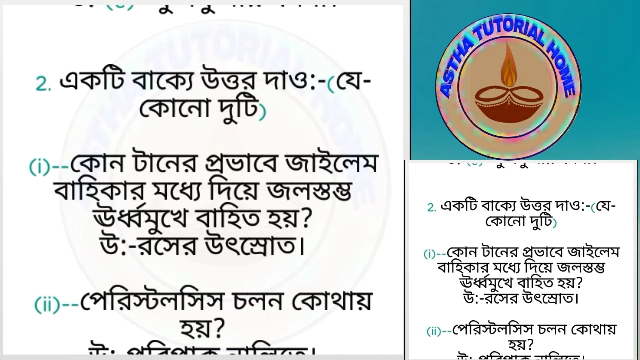 2. একটি বাক্যে উত্তর দাও:-(যে-
কোনো দুটি)
(i)--কোন টানের প্রভাবে জাইলেম
বাহিকার মধ্যে দিয়ে জলস্তম্ভ
ঊর্ধ্বমুখে বাহিত হয়?
উ:-রসের উৎস্রোত।
(ii)--পেরিস্টলসিস চলন কোথায়
হয়?
উ:-পরিপাক নালিতে।
ASTHA TUTORIAL HOME
2. একটি বাক্যে উত্তর দাও:-(যে-
কোনো দুটি)
(i)--কোন টানের প্রভাবে জাইলেম
বাহিকার মধ্যে দিয়ে জলস্তম্ভ
ঊর্ধ্বমুখে বাহিত হয়?
উ:-রসের উৎস্রোত।
(ii)--পেরিস্টলসিস চলন কোথায়
হয়?
উ:-পরিপাক নালিতে।